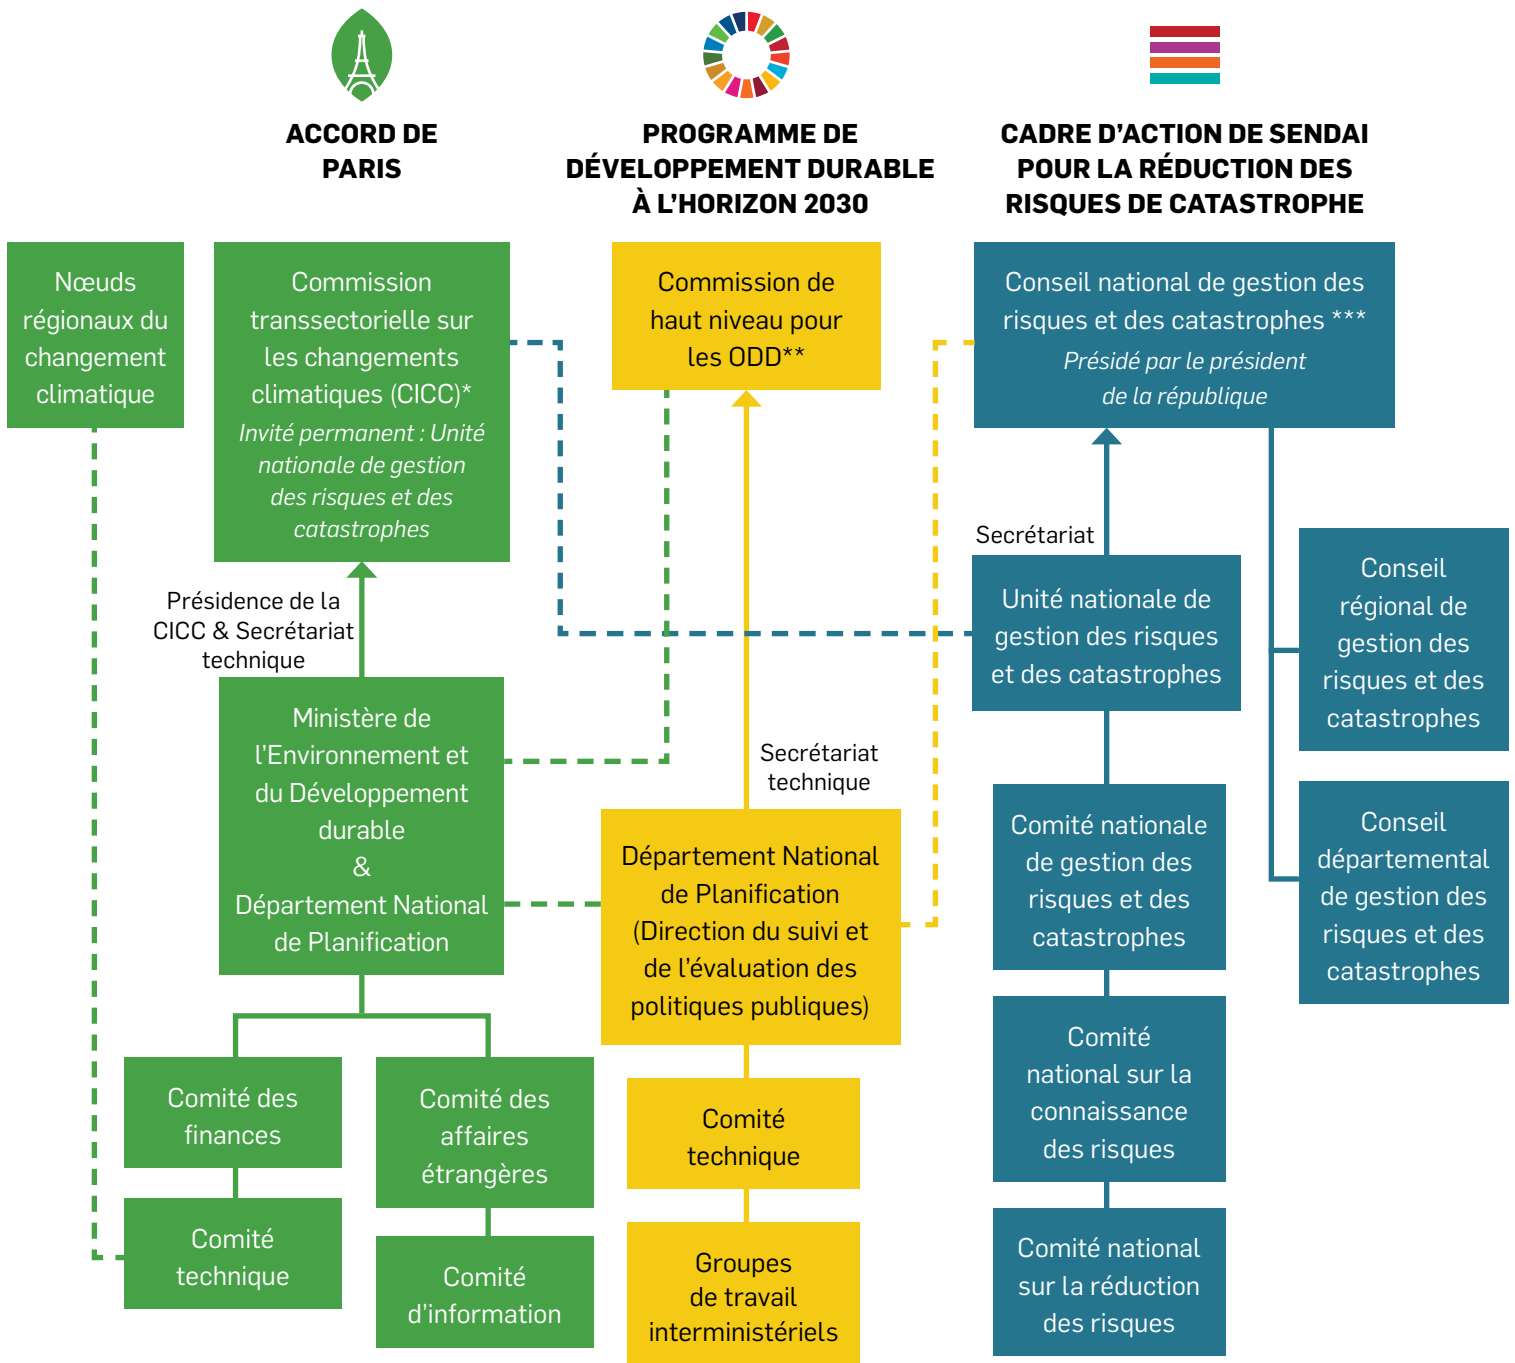 ACCORD DE
PARIS
PROGRAMME DE
DÉVELOPPEMENT DURABLE
À L'HORIZON 2030
CADRE D'ACTION DE SENDAI
POUR LA RÉDUCTION DES
RISQUES DE CATASTROPHE
Nœuds
régionaux du
changement
climatique
Commission
transsectorielle sur
les changements
climatiques (CICC)*
Invité permanent : Unité
nationale de gestion
des risques et des
catastrophes
Présidence de la
CICC & Secrétariat
technique
Ministère de
l'Environnement et
du Développement
durable
&
Département National
de Planification
Comité des
finances
Comité
technique
Comité des
affaires
étrangères
Comité
d'information
Commission de
haut niveau pour
les ODD**
Secrétariat
technique
Département National
de Planification
(Direction du suivi et
de l'évaluation des
politiques publiques)
Comité
technique
Groupes
de travail
interministériels
Conseil national de gestion des
risques et des catastrophes ***
Présidé par le président
de la république
Secrétariat
Unité nationale de
gestion des risques
et des catastrophes
Comité nationale
de gestion des
risques et des
catastrophes
Comité
national sur la
connaissance
des risques
Comité national
sur la réduction
des risques
Conseil
régional de
gestion des
risques et des
catastrophes
Conseil
départemental
de gestion des
risques et des
catastrophes